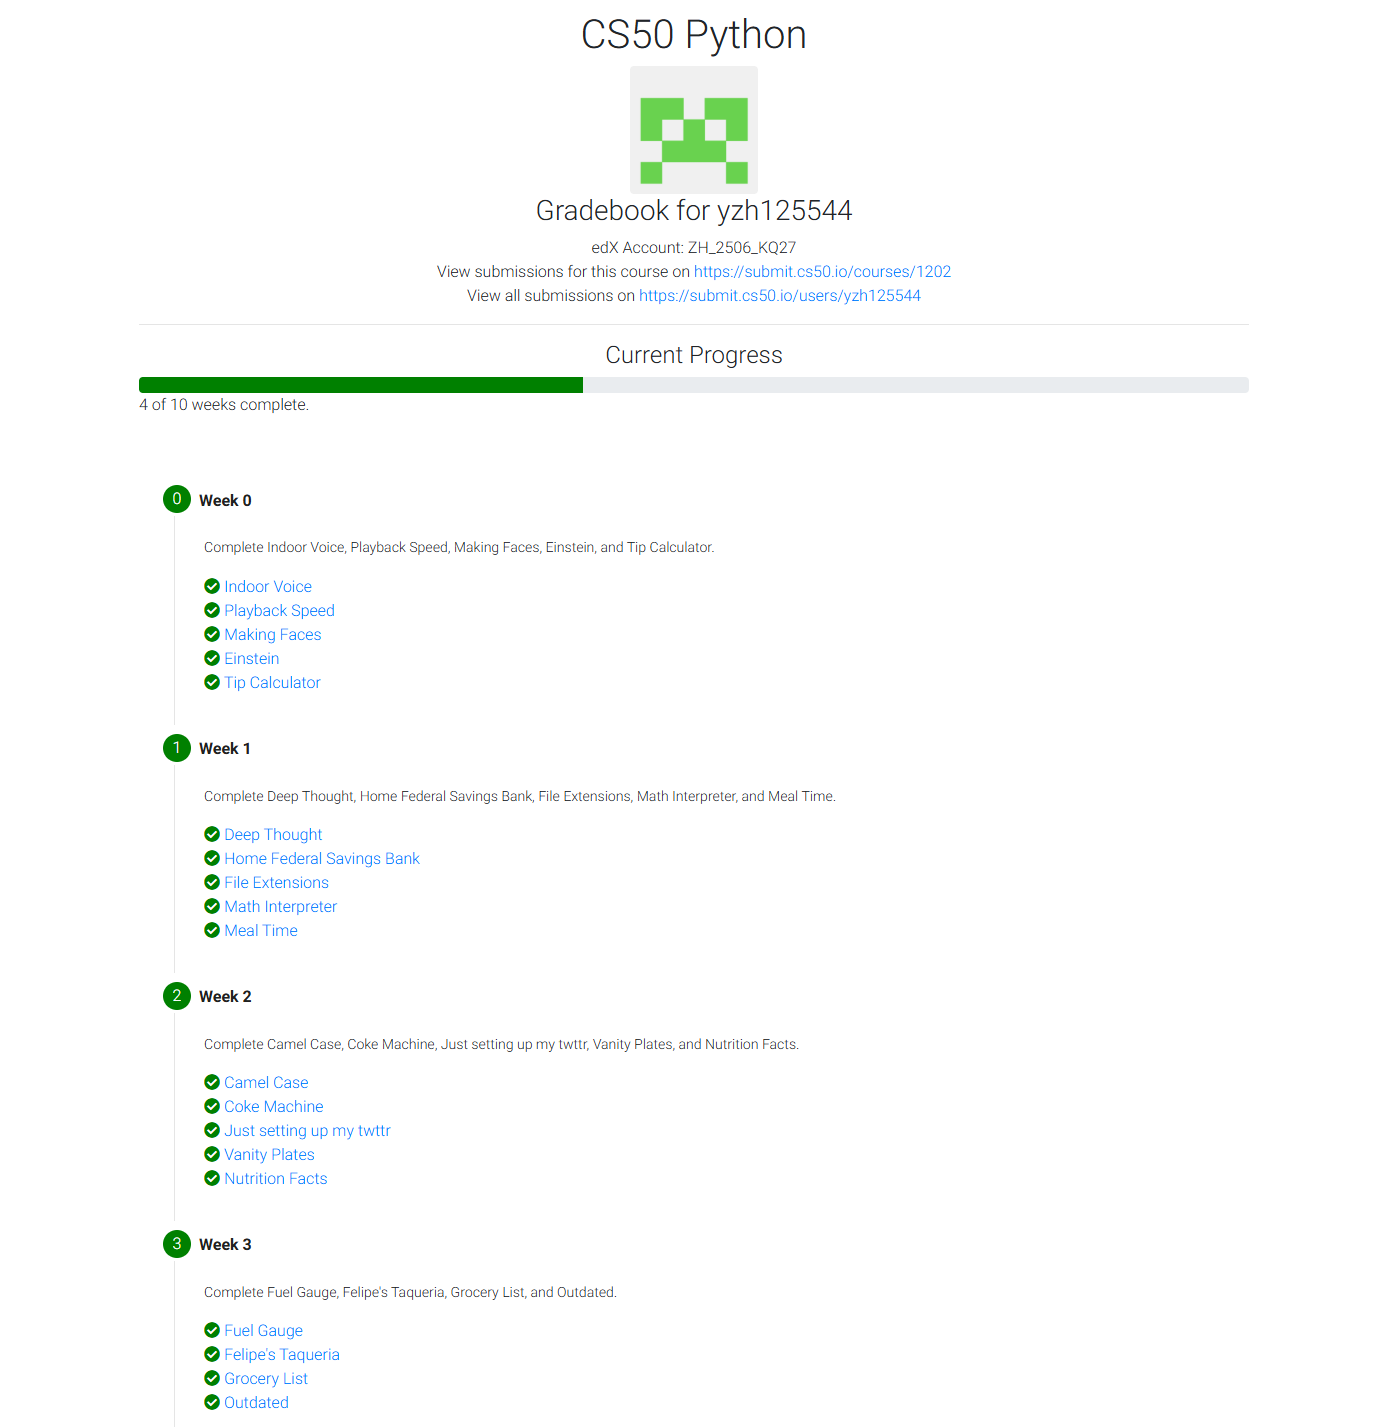 CS50 Python
Gradebook for yzh125544
edX Account: ZH_2506_KQ27
View submissions for this course on https://submit.cs50.io/courses/1202
View all submissions on https://submit.cs50.io/users/yzh125544
Current Progress
4 of 10 weeks complete.
0 Week 0
Complete Indoor Voice, Playback Speed, Making Faces, Einstein, and Tip Calculator.
Indoor Voice
Playback Speed
Making Faces
Einstein
Tip Calculator
1 Week 1
Complete Deep Thought, Home Federal Savings Bank, File Extensions, Math Interpreter, and Meal Time.
Deep Thought
Home Federal Savings Bank
File Extensions
Math Interpreter
Meal Time
2 Week 2
Complete Camel Case, Coke Machine, Just setting up my twttr, Vanity Plates, and Nutrition Facts.
Camel Case
Coke Machine
Just setting up my twttr
Vanity Plates
Nutrition Facts
3 Week 3
Complete Fuel Gauge, Felipe's Taqueria, Grocery List, and Outdated.
Fuel Gauge
Felipe's Taqueria
Grocery List
Outdated